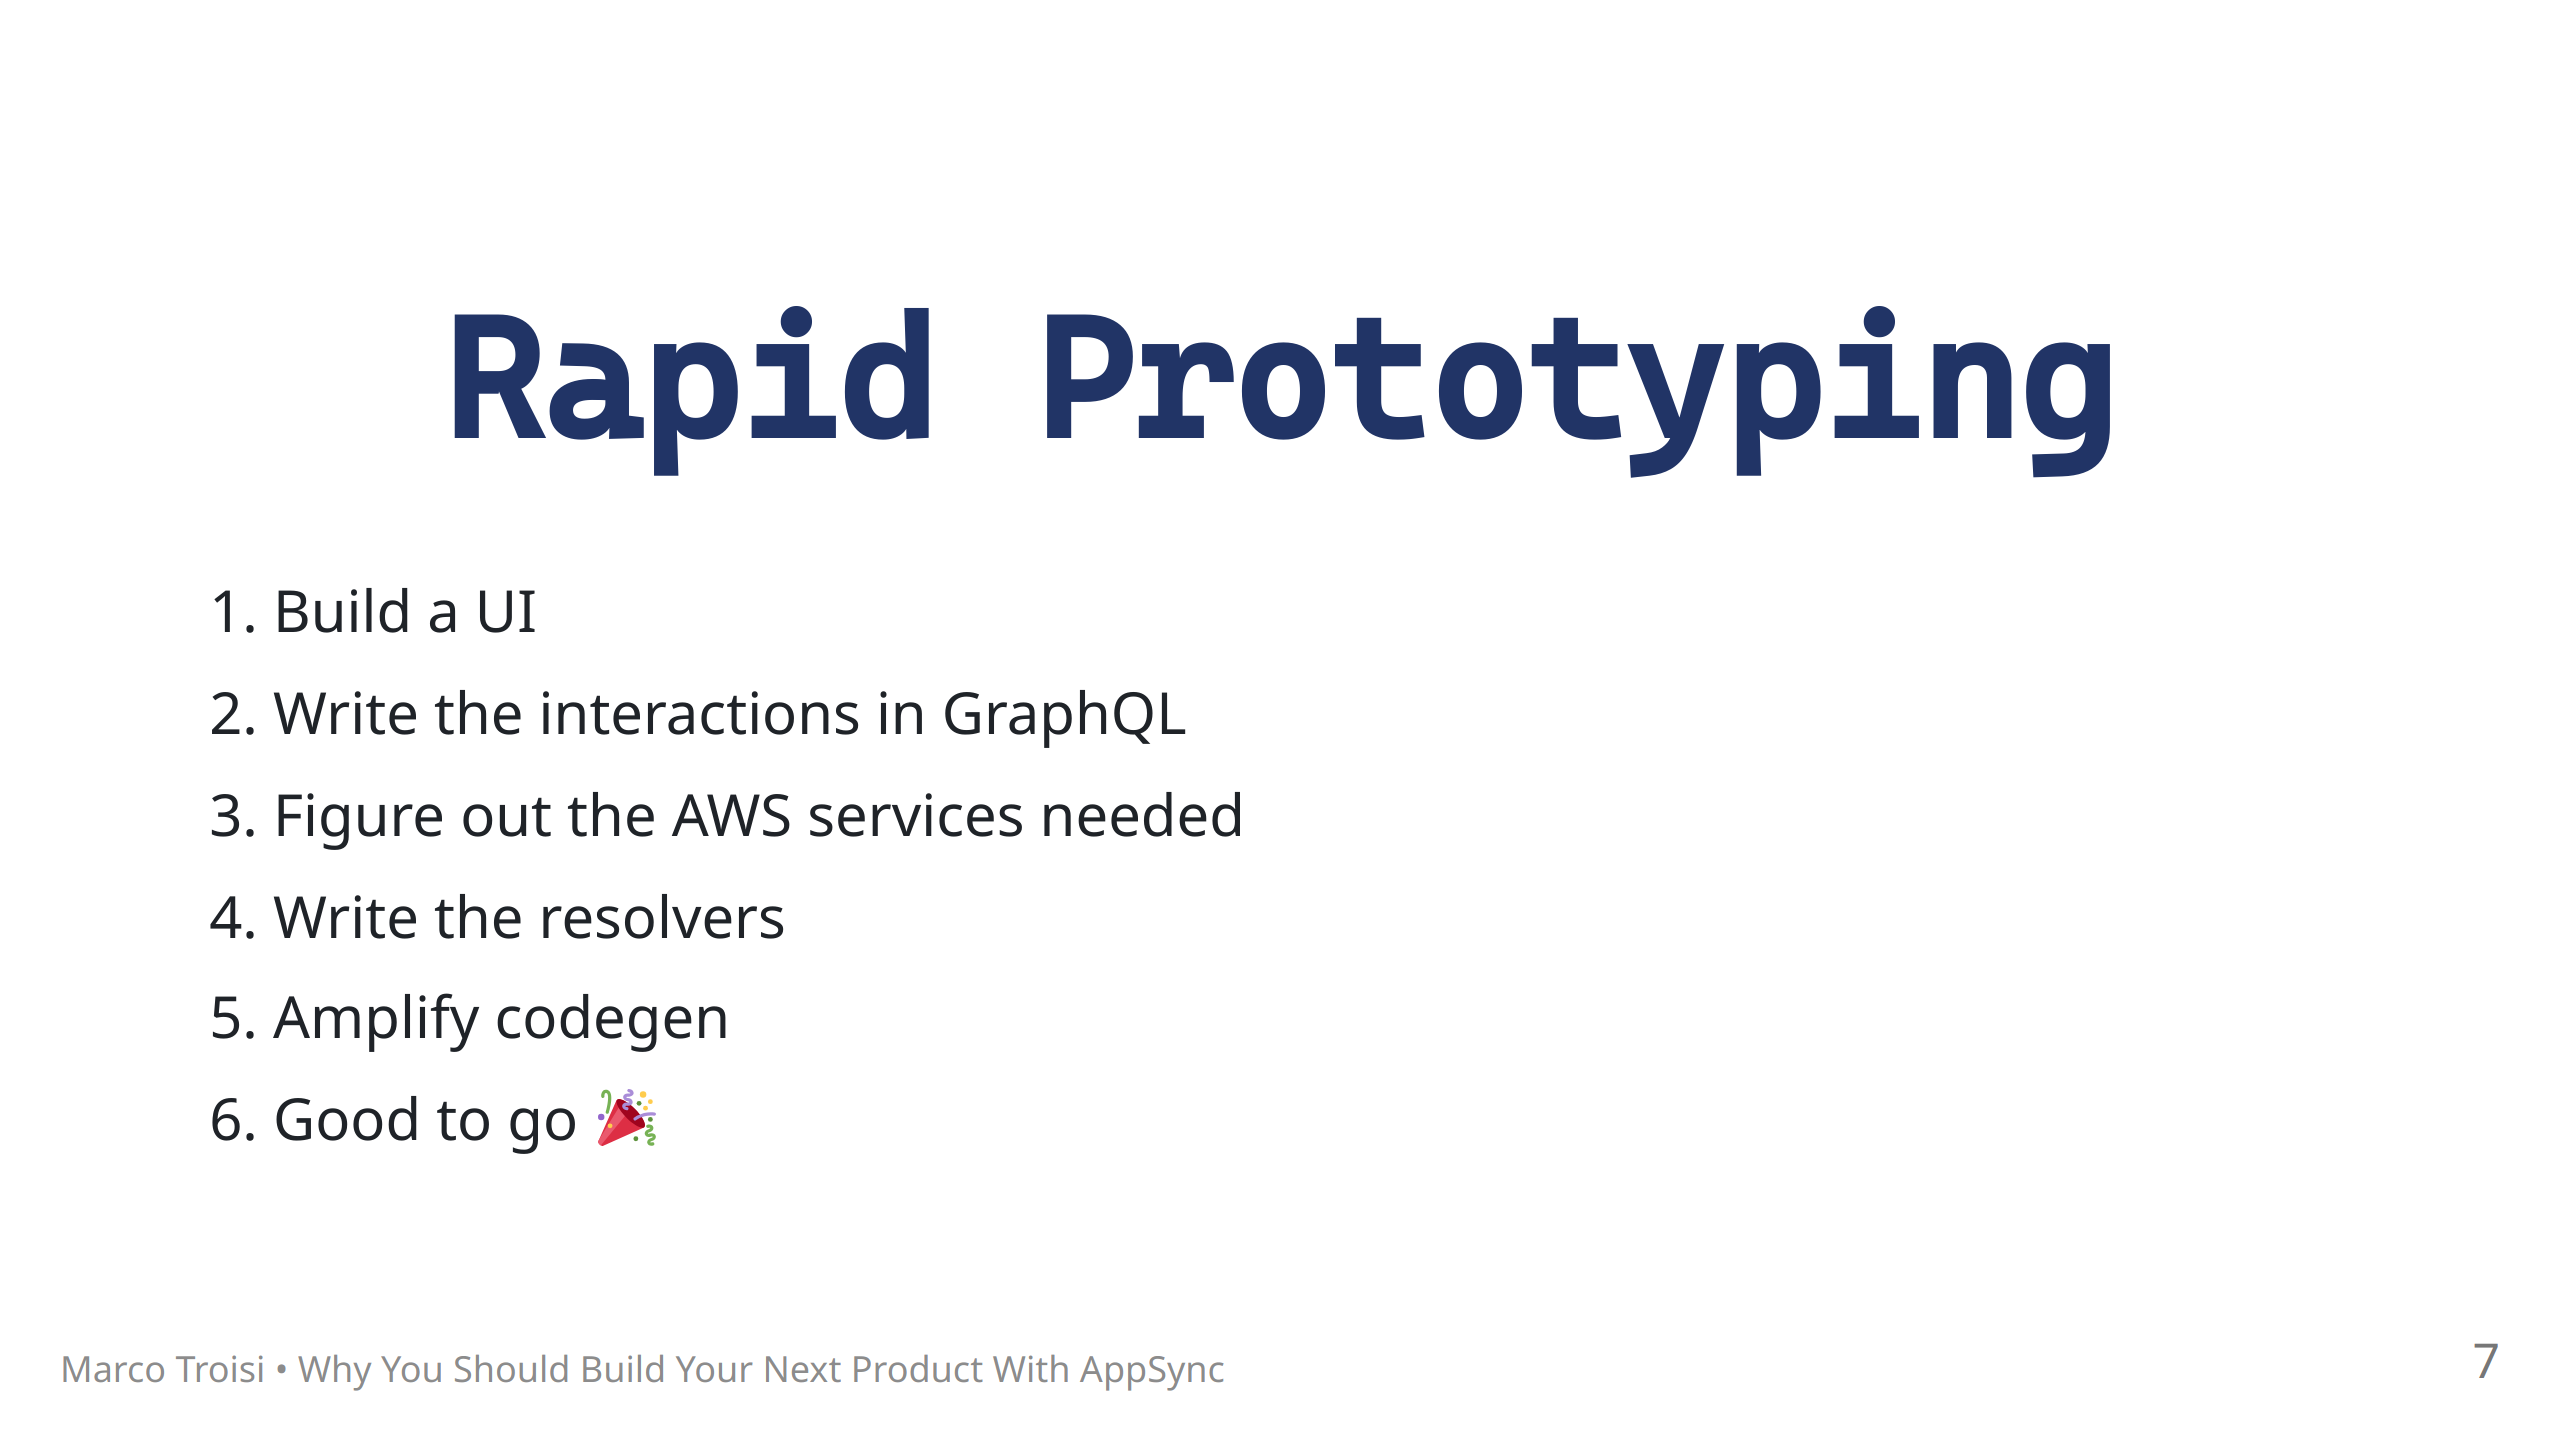 Rapid Prototyping
1. Build a UI
2. Write the interactions in GraphQL
3. Figure out the AWS services needed
4. Write the resolvers
5. Amplify codegen
6. Good to go 🎉
Marco Troisi • Why You Should Build Your Next Product With AppSync
7